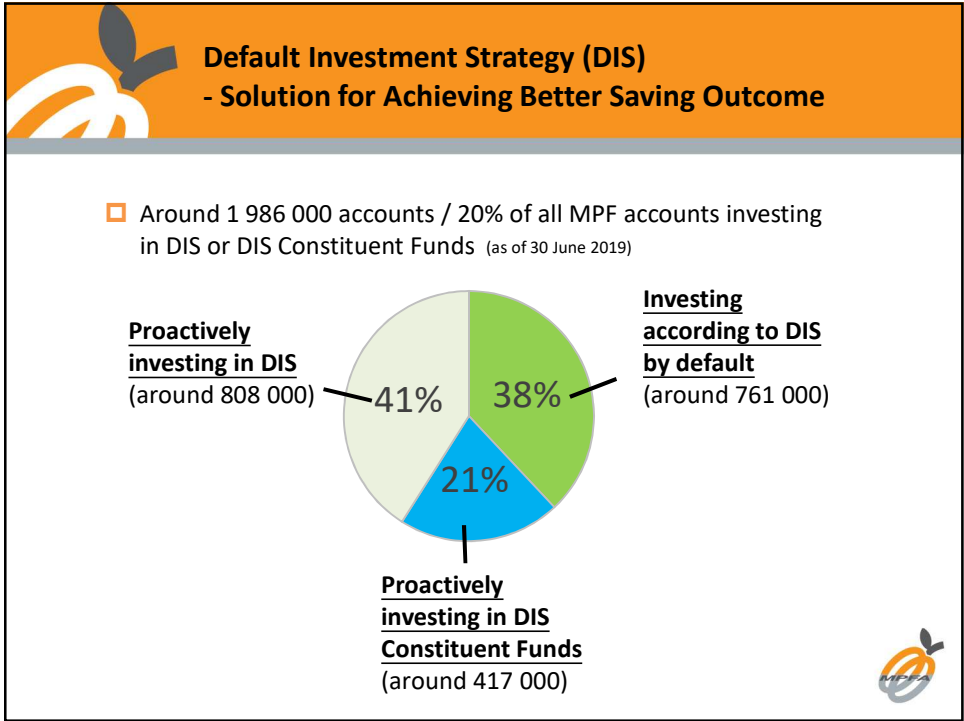 Default Investment Strategy (DIS)
- Solution for Achieving Better Saving Outcome
Around 1 986 000 accounts / 20% of all MPF accounts investing
in DIS or DIS Constituent Funds (as of 30 June 2019)
Proactively
investing in DIS
(around 808 000)
41%
38%
21%
Investing
according to DIS
by default
(around 761 000)
Proactively
investing in DIS
Constituent Funds
(around 417 000)
MPFA